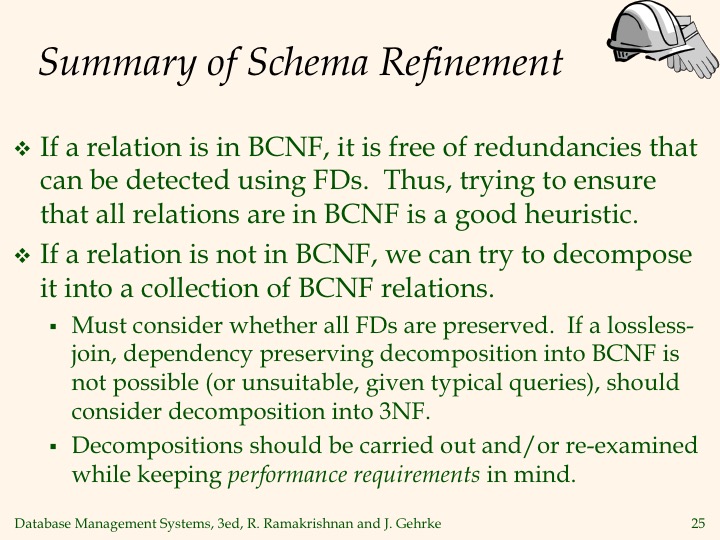 Summary of Schema Refinement
❖ If a relation is in BCNF, it is free of redundancies that
can be detected using FDs.  Thus, trying to ensure
that all relations are in BCNF is a good heuristic.
❖ If a relation is not in BCNF, we can try to decompose
it into a collection of BCNF relations.
▪ Must consider whether all FDs are preserved.  If a lossless-
join, dependency preserving decomposition into BCNF is
not possible (or unsuitable, given typical queries), should
consider decomposition into 3NF.
▪ Decompositions should be carried out and/or re-examined
while keeping performance requirements in mind.
Database Management Systems, 3ed, R. Ramakrishnan and J. Gehrke 25